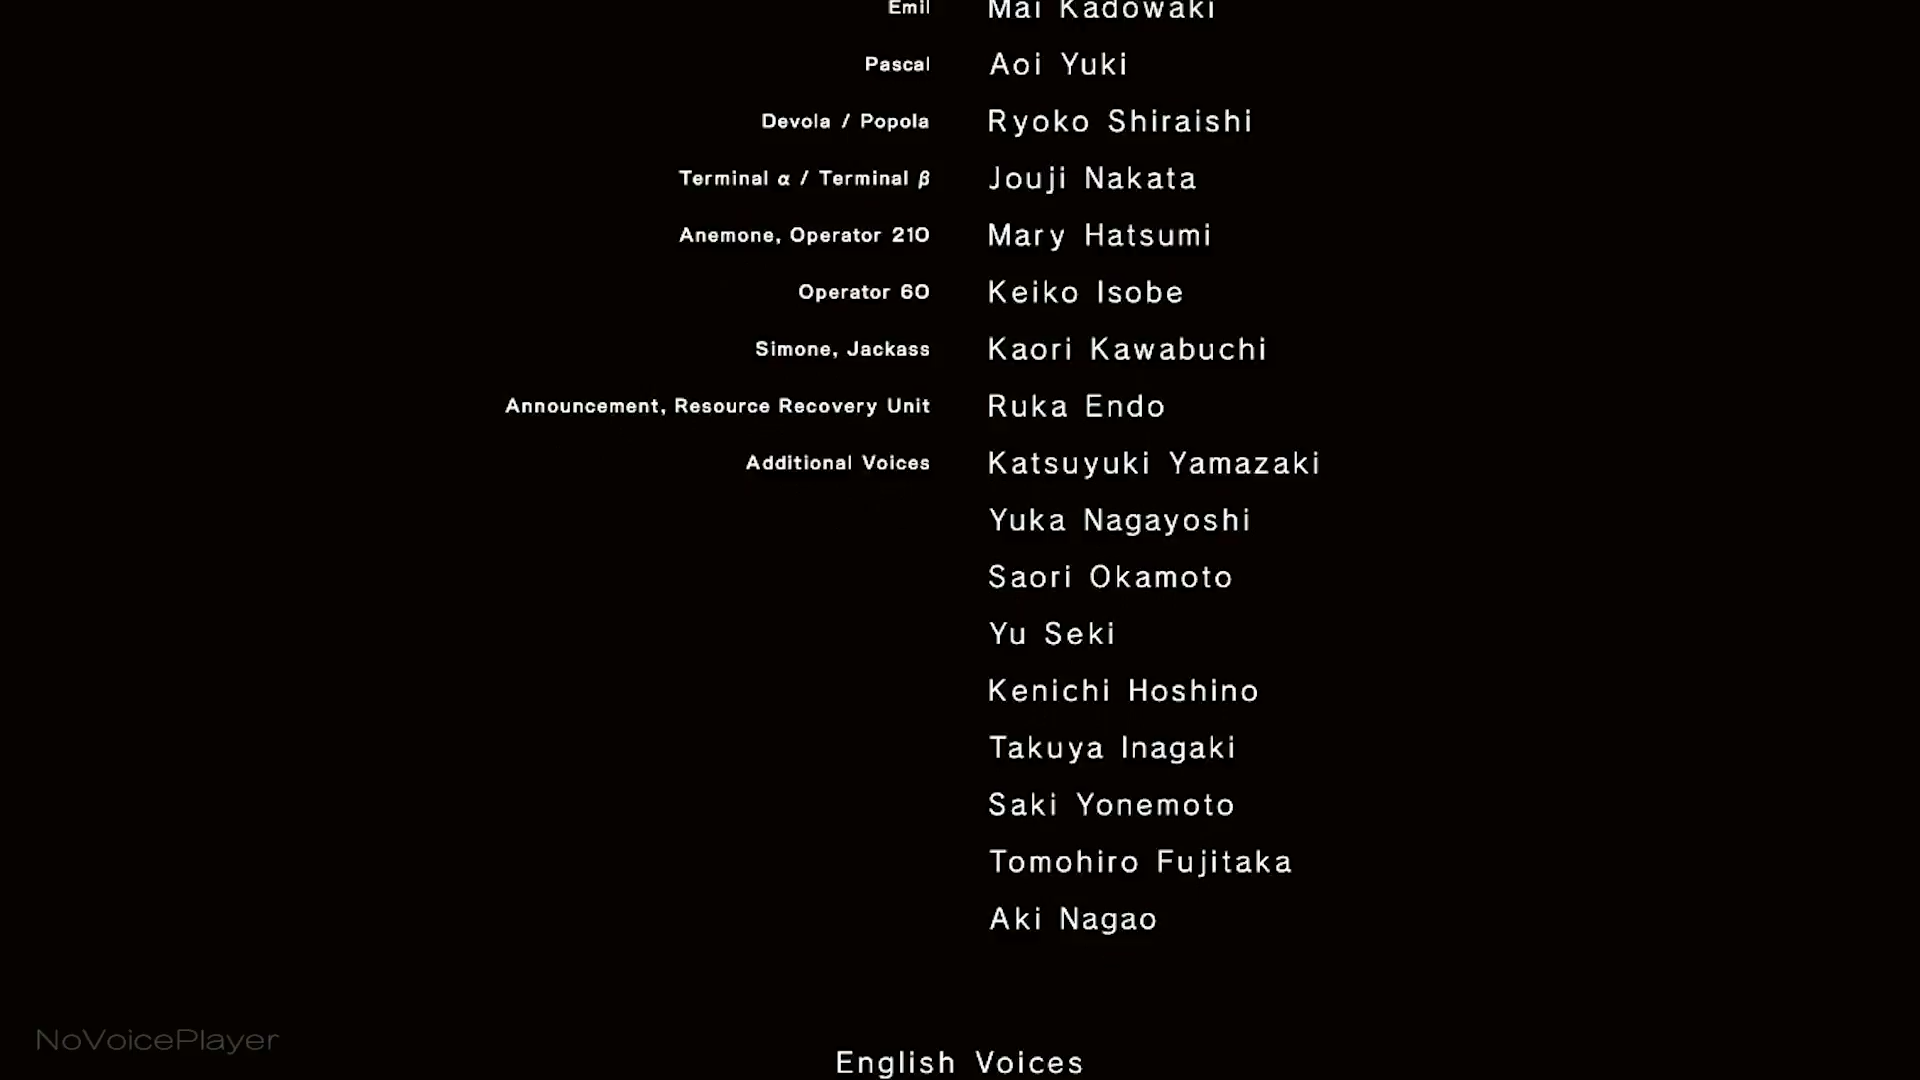 Emil Mai Kadowaki
Pascal Aoi Yuki
Devola / Popola Ryoko Shiraishi
Terminal α / Terminal β Jouji Nakata
Anemone, Operator 21O Mary Hatsumi
Operator 6O Keiko Isobe
Simone, Jackass Kaori Kawabuchi
Announcement, Resource Recovery Unit Ruka Endo
Additional Voices Katsuyuki Yamazaki
Yuka Nagayoshi
Saori Okamoto
Yu Seki
Kenichi Hoshino
Takuya Inagaki
Saki Yonemoto
Tomohiro Fujitaka
Aki Nagao
NoVoicePlayer
English Voices